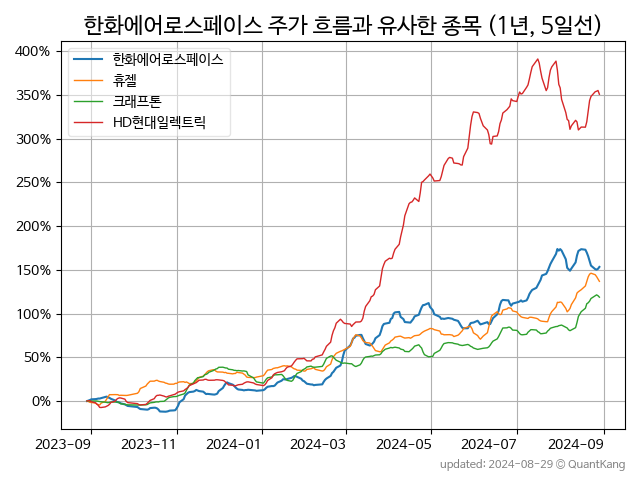 한화에어로스페이스 주가 흐름과 유사한 종목 (1년, 5일선)
400%
350%
300%
250%
200%
150%
100%
50%
0%
한화에어로스페이스
휴젤
크래프톤
HD현대일렉트릭
2023-09
2023-11
2024-01
2024-03
2024-05
2024-07
2024-09
updated: 2024-08-29 © QuantKang